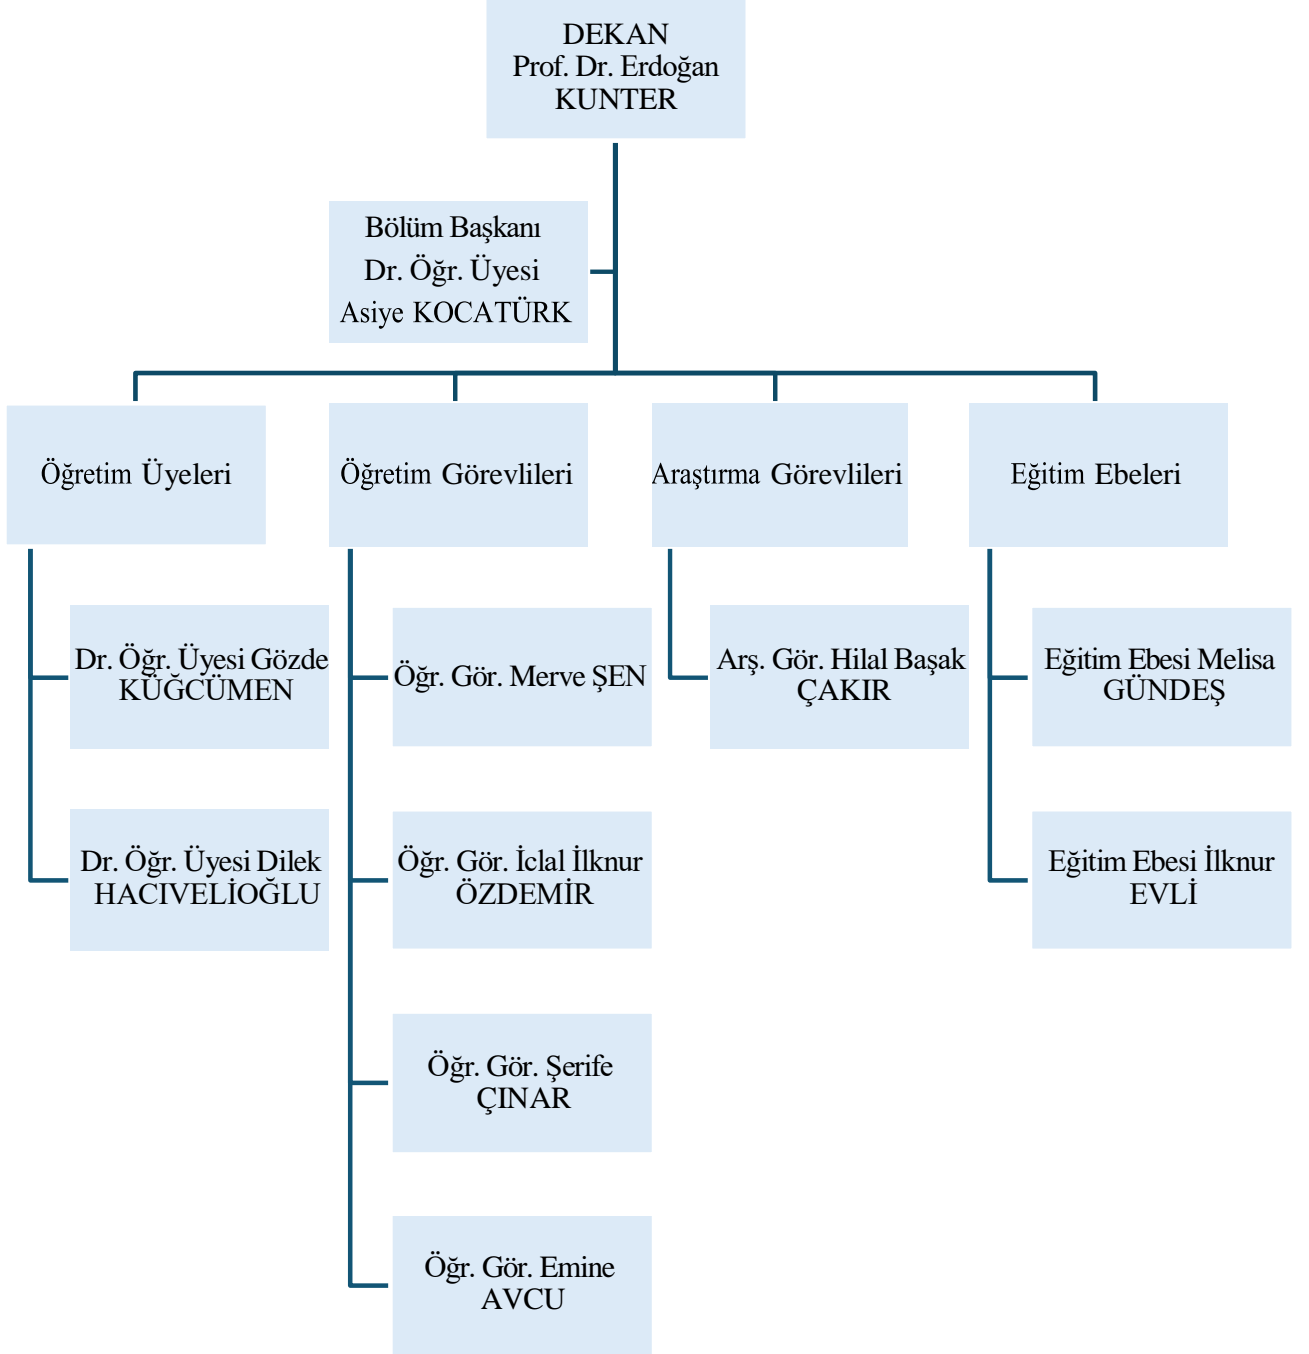 DEKAN
Prof. Dr. Erdoğan
KUNTER
Bölüm Başkanı
Dr. Öğr. Üyesi
Asiye KOCATÜRK
Öğretim Üyeleri
Öğretim Görevlileri
Araştırma Görevlileri
Eğitim Ebeleri
Dr. Öğr. Üyesi Gözde
KÜĞCÜMEN
Dr. Öğr. Üyesi Dilek
HACIVELİOĞLU
Öğr. Gör. Merve ŞEN
Öğr. Gör. İclal İlknur
ÖZDEMİR
Öğr. Gör. Şerife
ÇINAR
Öğr. Gör. Emine
AVCU
Arş. Gör. Hilal Başak
ÇAKIR
Eğitim Ebesi Melisa
GÜNDEŞ
Eğitim Ebesi İlknur
EVLİ